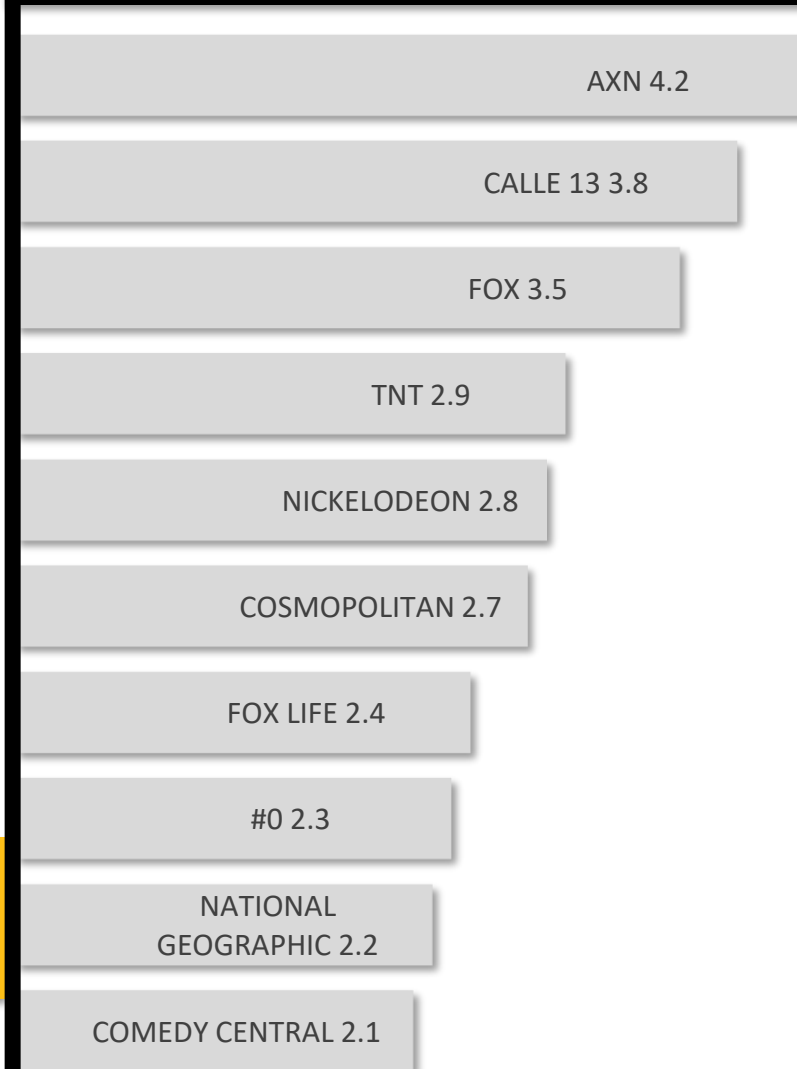 AXN 4.2
CALLE 13 3.8
FOX 3.5
TNT 2.9
NICKELODEON 2.8
COSMOPOLITAN 2.7
FOX LIFE 2.4
#0 2.3
NATIONAL
GEOGRAPHIC 2.2
COMEDY CENTRAL 2.1